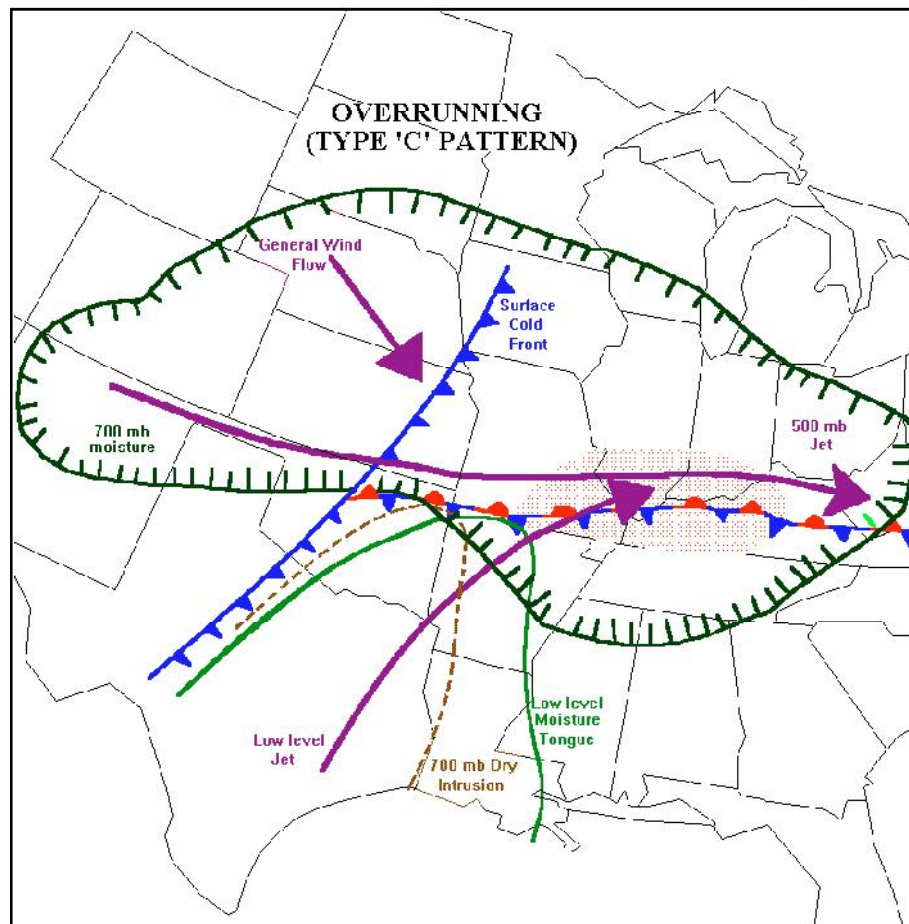 OVERRUNNING
(TYPE 'C' PATTERN)
General Wind
Flow
Surface
Cold
Front
700 mb
moisture
500 mb
Jet
Low level
Jet
700 mb Dry
Intrusion
Low level
Moisture
Tongue